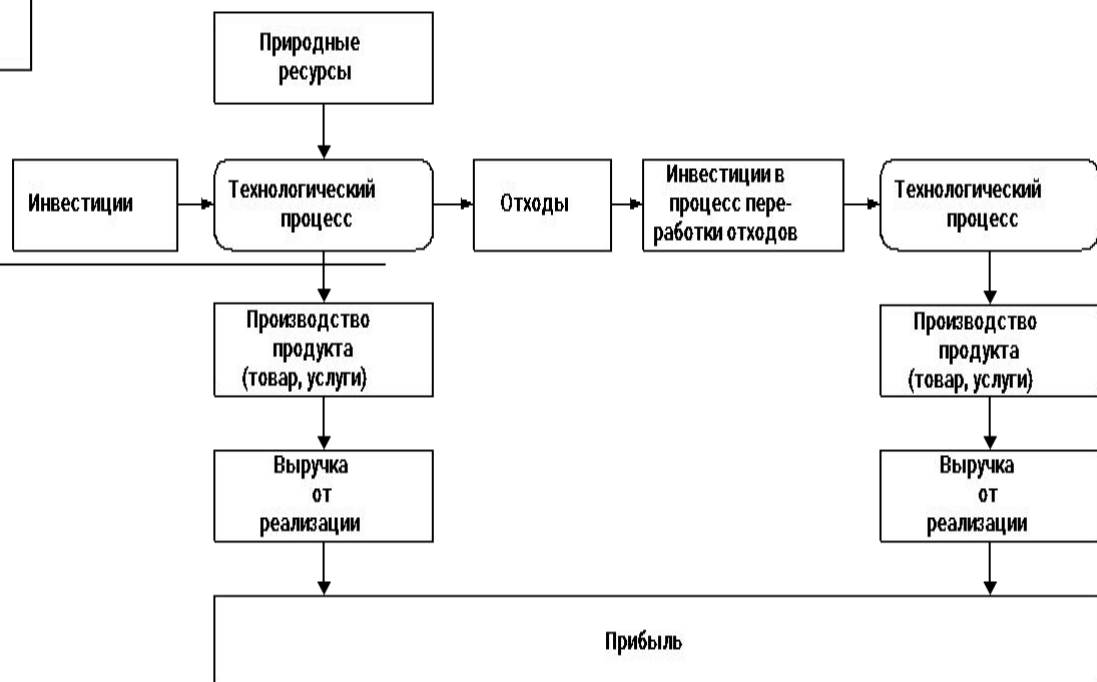 Природные
ресурсы
Инвестиции
Технологический
процесс
Отходы
Инвестиции в
процесс пере-
работки отходов
Технологический
процесс
Производство
продукта
(товар, услуги)
Производство
продукта
(товар, услуги)
Выручка
от
реализации
Выручка
от
реализации
Прибыль